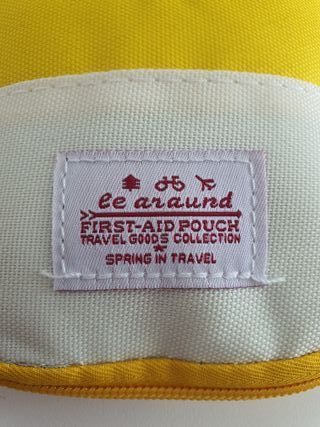 le araund
FIRST-AID POUCH
TRAVEL GOODS COLLECTION
SPRING IN TRAVEL